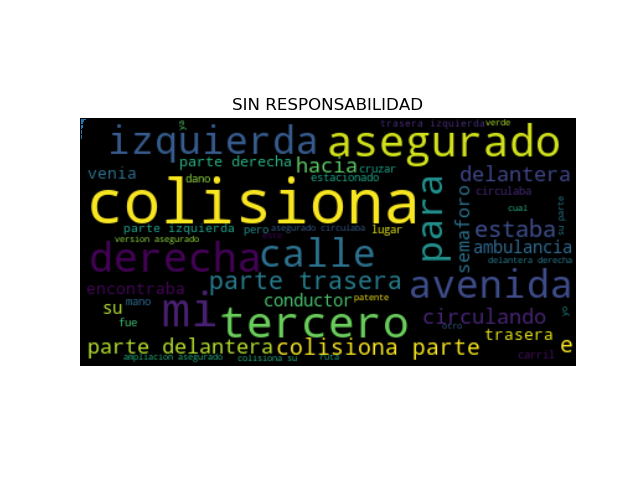 SIN RESPONSABILIDAD
ya
trasera izquierda
verde
izquierda
asegurado
parte derecha
hacia
cruzar
venia
dano
estacionado
delantera
colisiona
para
semaforo
circulaba
cual
su parte
parte izquierda
pero
asegurado circulaba
lugar
estaba
version asegurado
derecha
calle
ambulancia
delantera derecha
encontraba
parte trasera
avenida
su
mano
mi
conductor
patente
yo
fue
tercero
circulando
otro
trasera
parte delantera
colisiona parte
e
ampliacion asegurado
colisiona su
ruta
carril